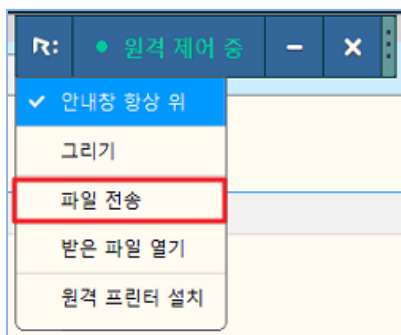 R:
원격 제어 중
안내창 항상 위
그리기
파일 전송
받은 파일 열기
원격 프린터 설치